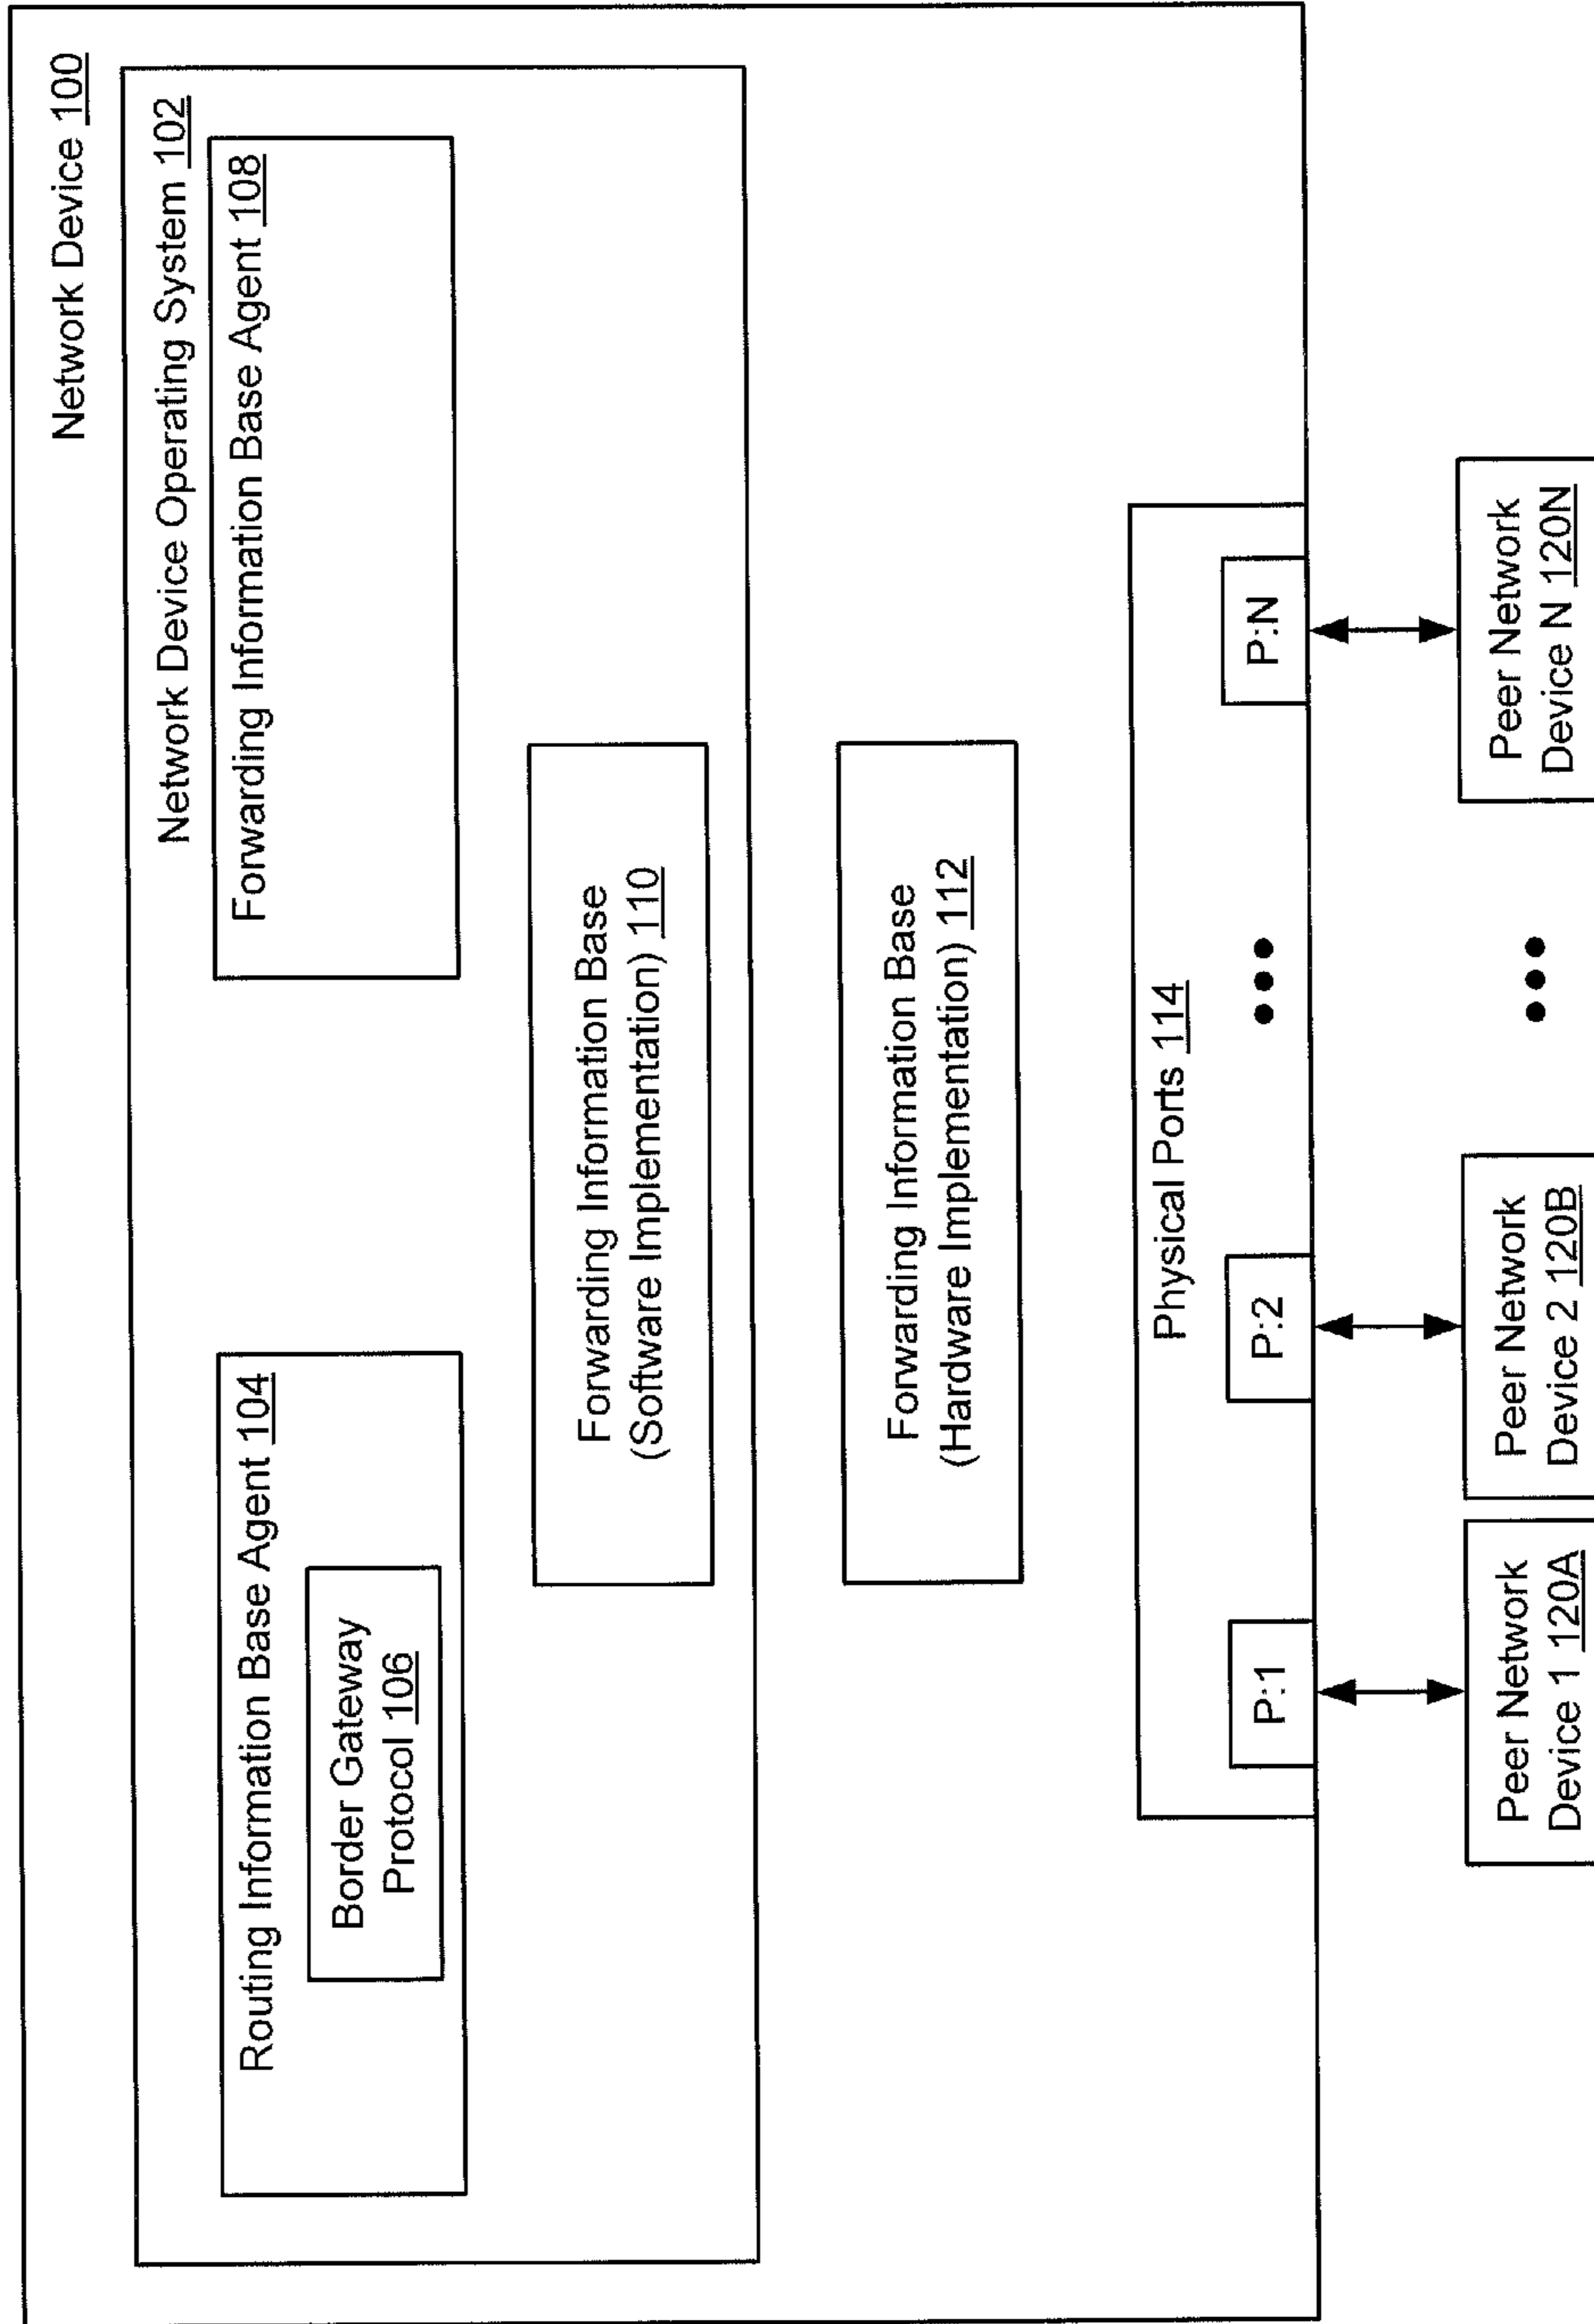 Network Device 100
Network Device Operating System 102
Routing Information Base Agent 104
Border Gateway
Protocol 106
Forwarding Information Base Agent 108
Forwarding Information Base
(Software Implementation) 110
Forwarding Information Base
(Hardware Implementation) 112
Physical Ports 114
P:1
P:2
P:N
Peer Network
Device 1 120A
Peer Network
Device 2 120B
Peer Network
Device N 120N